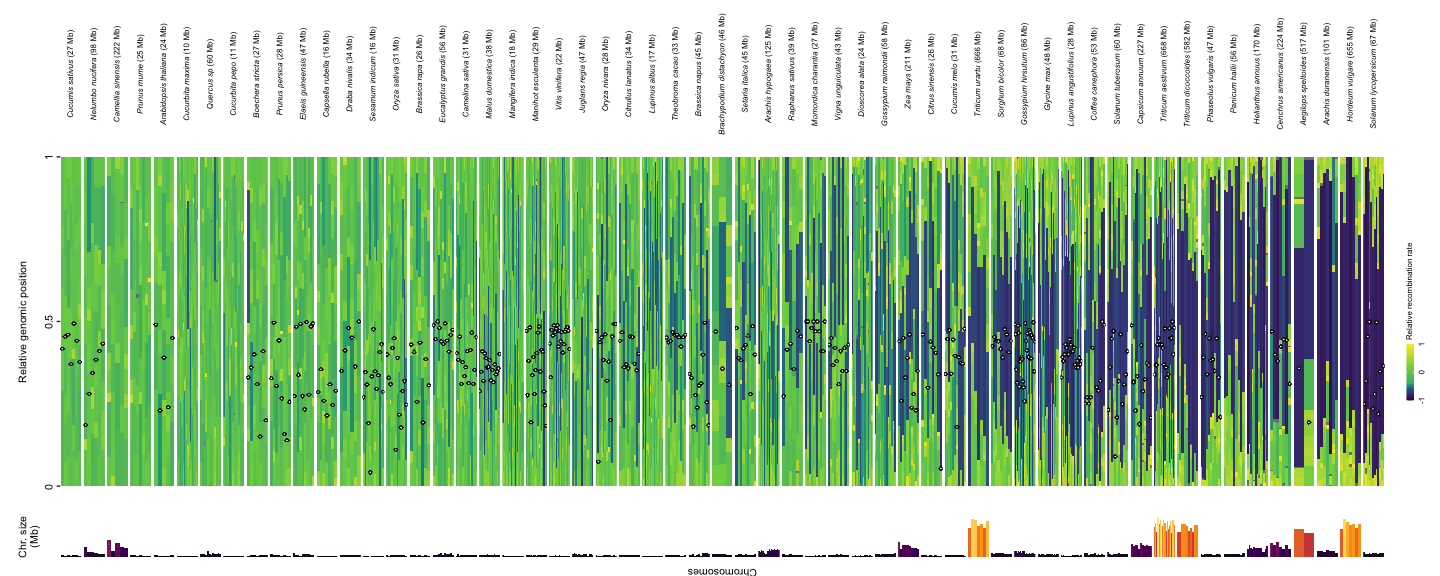 Cucumis sativus (27 Mb)
Nelumbo nucifera (98 Mb)
Camellia sinensis (222 Mb)
Prunus mume (25 Mb)
Arabidopsis thaliana (24 Mb)
Cucurbita maxima (10 Mb)
Quercus sp (60 Mb)
Cucurbita pepo (11 Mb)
Boechera stricta (27 Mb)
Prunus persica (28 Mb)
Elaeis guineensis (47 Mb)
Capsella rubella (16 Mb)
Draba nivalis (34 Mb)
Sesamum indicum (16 Mb)
Oryza sativa (31 Mb)
Brassica rapa (26 Mb)
Eucalyptus grandis (56 Mb)
Camelina sativa (31 Mb)
Malus domestica (38 Mb)
Mangifera indica (18 Mb)
Manihot esculenta (29 Mb)
Vitis vinifera (22 Mb)
Juglans regia (47 Mb)
Oryza nivara (28 Mb)
Citrullus lanatus (34 Mb)
Lupinus albus (17 Mb)
Theobroma cacao (33 Mb)
Brassica napus (45 Mb)
Brachypodium distachyon (46 Mb)
Setaria italica (45 Mb)
Arachis hypogaea (125 Mb)
Raphanus sativus (39 Mb)
Momordica charantia (27 Mb)
Vigna unguiculata (43 Mb)
Dioscorea alata (24 Mb)
Gossypium raimondii (58 Mb)
Zea mays (211 Mb)
Citrus sinensis (26 Mb)
Cucumis melo (31 Mb)
Triticum urartu (666 Mb)
Sorghum bicolor (68 Mb)
Gossypium hirsutum (86 Mb)
Glycine max (48 Mb)
Lupinus angustifolius (28 Mb)
Coffea canephora (53 Mb)
Solanum tuberosum (60 Mb)
Capsicum annuum (227 Mb)
Triticum aestivum (668 Mb)
Triticum dicoccoides (582 Mb)
Phaseolus vulgaris (47 Mb)
Panicum hallii (56 Mb)
Helianthus annuus (170 Mb)
Cenchrus americanus (224 Mb)
Aegilops speltoides (517 Mb)
Arachis duranensis (101 Mb)
Hordeum vulgare (655 Mb)
Solanum lycopersicum (67 Mb)
Relative genomic position
1
0.5
0
Relative recombination rate
1
0
−1
Chr. size
(Mb)
Chromosomes